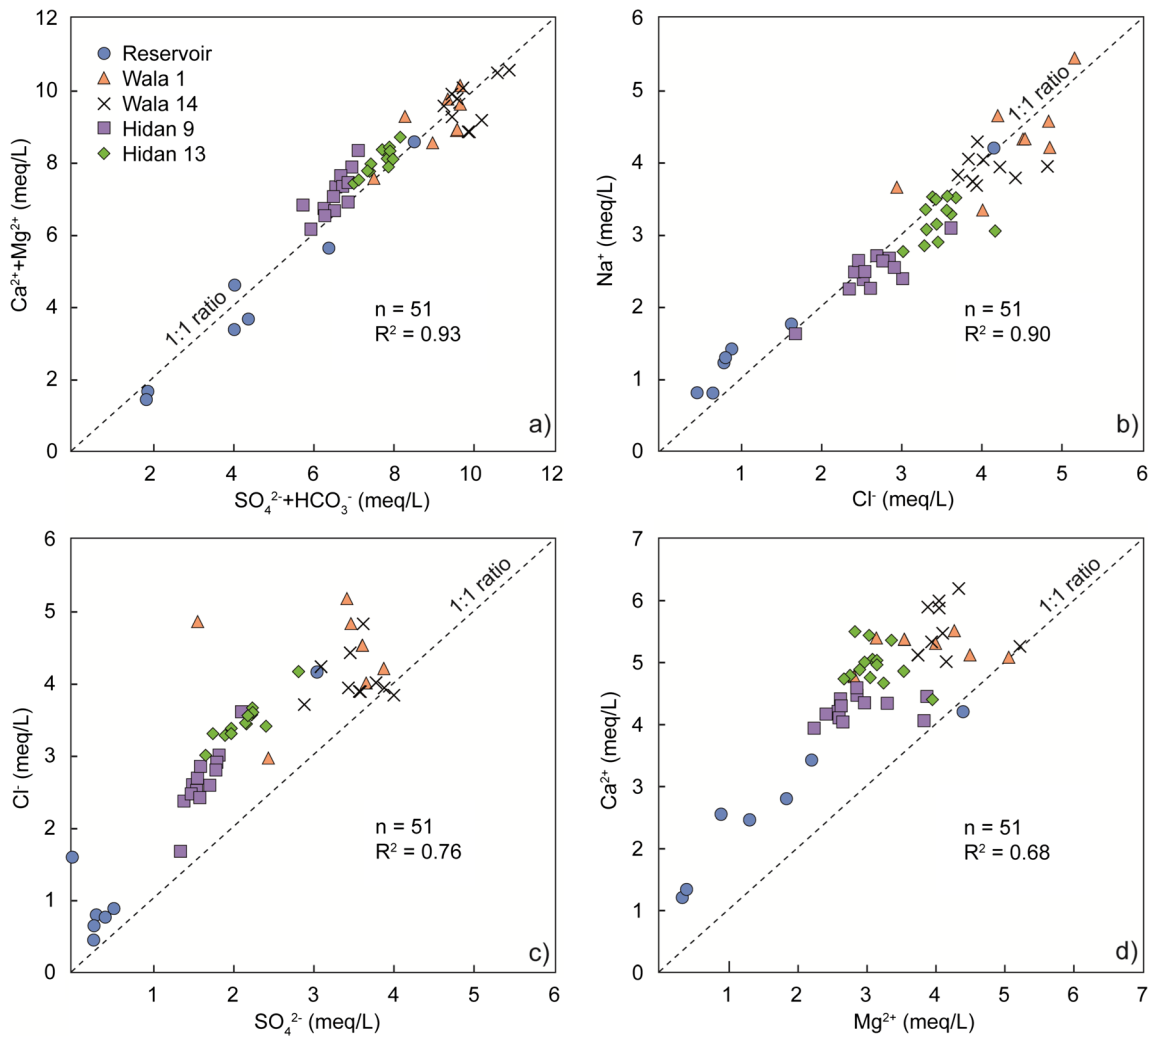 12
10
8
6
4
2
0
2
4
6
8
10
12
Ca²⁺+Mg²⁺ (meq/L)
SO₄²⁻+HCO₃⁻ (meq/L)
Reservoir
Wala 1
Wala 14
Hidan 9
Hidan 13
1:1 ratio
n = 51
R² = 0.93
a)
6
5
4
3
2
1
0
1
2
3
4
5
6
Na⁺ (meq/L)
Cl⁻ (meq/L)
1:1 ratio
n = 51
R² = 0.90
b)
6
5
4
3
2
1
0
1
2
3
4
5
6
Cl⁻ (meq/L)
SO₄²⁻ (meq/L)
1:1 ratio
n = 51
R² = 0.76
c)
7
6
5
4
3
2
1
0
1
2
3
4
5
6
7
Ca²⁺ (meq/L)
Mg²⁺ (meq/L)
1:1 ratio
n = 51
R² = 0.68
d)